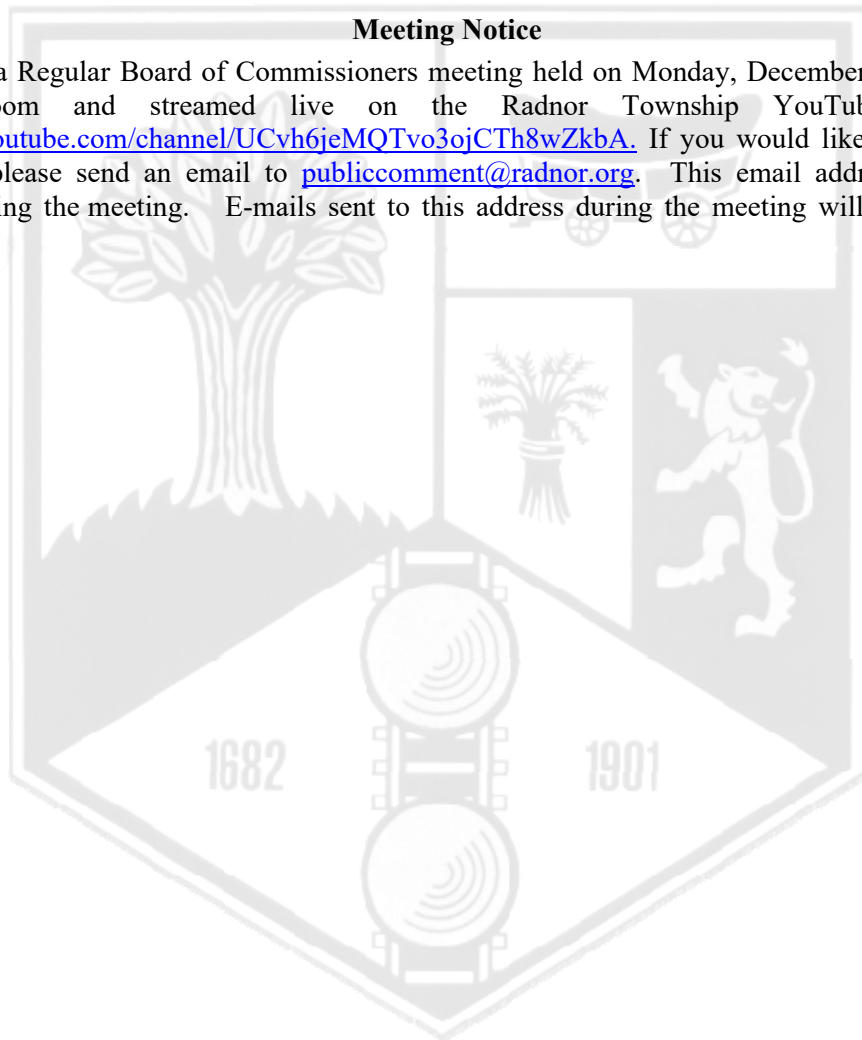 Meeting Notice
a Regular Board of Commissioners meeting held on Monday, December
oom and streamed live on the Radnor Township YouTub
outube.com/channel/UCvh6jeMQTvo3ojCTh8wZkbA. If you would like
please send an email to publiccomment@radnor.org. This email addr
ing the meeting. E-mails sent to this address during the meeting will
1682 1901